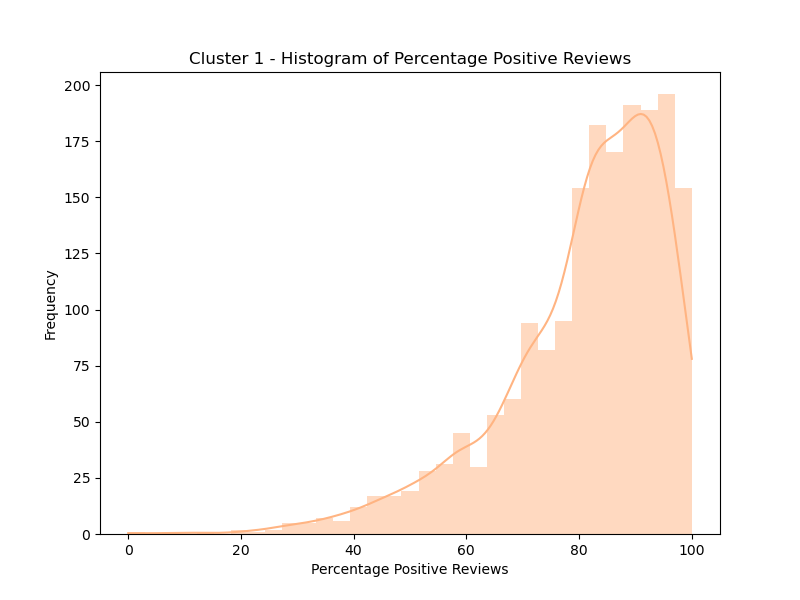 Cluster 1 - Histogram of Percentage Positive Reviews
200
175
150
125
100
75
50
25
0
Frequency
0 20 40 60 80 100
Percentage Positive Reviews